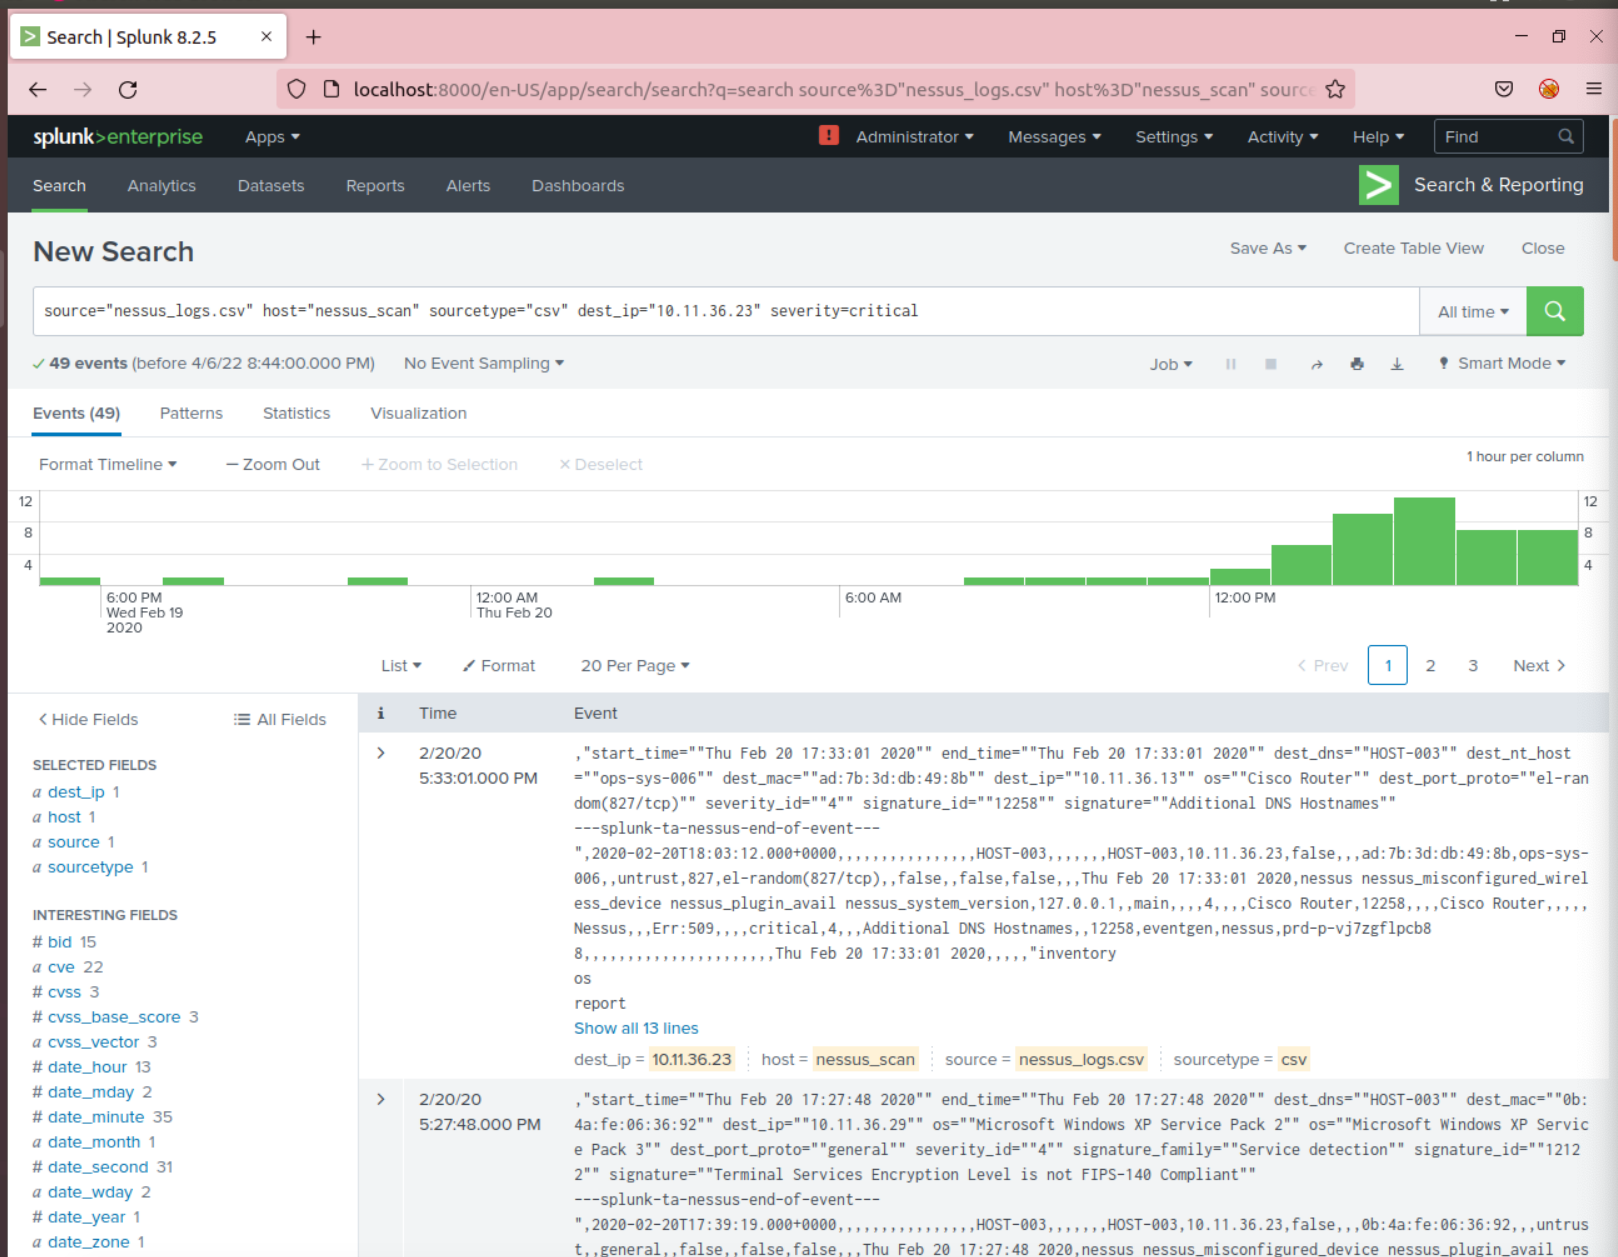 Search | Splunk 8.2.5
localhost:8000/en-US/app/search/search?q=search source%3D"nessus_logs.csv" host%3D"nessus_scan" source
splunk>enterprise Apps Administrator Messages Settings Activity Help Find
Search Analytics Datasets Reports Alerts Dashboards Search & Reporting
New Search Save As Create Table View Close
source="nessus_logs.csv" host="nessus_scan" sourcetype="csv" dest_ip="10.11.36.23" severity=critical All time
49 events (before 4/6/22 8:44:00.000 PM) No Event Sampling Job Smart Mode
Events (49) Patterns Statistics Visualization
Format Timeline — Zoom Out + Zoom to Selection × Deselect 1 hour per column
12 12
8 8
4 4
6:00 PM 12:00 AM 6:00 AM 12:00 PM
Wed Feb 19 Thu Feb 20
2020
List Format 20 Per Page < Prev 1 2 3 Next >
< Hide Fields All Fields
i Time Event
SELECTED FIELDS
a dest_ip 1
a host 1
a source 1
a sourcetype 1
INTERESTING FIELDS
# bid 15
a cve 22
# cvss 3
# cvss_base_score 3
a cvss_vector 3
# date_hour 13
# date_mday 2
# date_minute 35
a date_month 1
# date_second 31
a date_wday 2
# date_year 1
a date_zone 1
> 2/20/20
5:33:01.000 PM
,"start_time=""Thu Feb 20 17:33:01 2020"" end_time=""Thu Feb 20 17:33:01 2020"" dest_dns=""HOST-003"" dest_nt_host
=""ops-sys-006"" dest_mac=""ad:7b:3d:db:49:8b"" dest_ip=""10.11.36.13"" os=""Cisco Router"" dest_port_proto=""el-ran
dom(827/tcp)"" severity_id=""4"" signature_id=""12258"" signature=""Additional DNS Hostnames""
---splunk-ta-nessus-end-of-event---
",2020-02-20T18:03:12.000+0000,,,,,,,,,,,,,,,,HOST-003,,,,,,,HOST-003,10.11.36.23,false,,,ad:7b:3d:db:49:8b,ops-sys-
006,,untrust,827,el-random(827/tcp),,false,,false,false,,,Thu Feb 20 17:33:01 2020,nessus nessus_misconfigured_wirel
ess_device nessus_plugin_avail nessus_system_version,127.0.0.1,,main,,,,4,,,,Cisco Router,12258,,,,Cisco Router,,,,,
Nessus,,,Err:509,,,,critical,4,,,Additional DNS Hostnames,,12258,eventgen,nessus,prd-p-vj7zgflpcb8
8,,,,,,,,,,,,,,,,,,,,,,Thu Feb 20 17:33:01 2020,,,,,"inventory
os
report
Show all 13 lines
dest_ip = 10.11.36.23 host = nessus_scan source = nessus_logs.csv sourcetype = csv
> 2/20/20
5:27:48.000 PM
,"start_time=""Thu Feb 20 17:27:48 2020"" end_time=""Thu Feb 20 17:27:48 2020"" dest_dns=""HOST-003"" dest_mac=""0b:
4a:fe:06:36:92"" dest_ip=""10.11.36.29"" os=""Microsoft Windows XP Service Pack 2"" os=""Microsoft Windows XP Servic
e Pack 3"" dest_port_proto=""general"" severity_id=""4"" signature_family=""Service detection"" signature_id=""1212
2"" signature=""Terminal Services Encryption Level is not FIPS-140 Compliant""
---splunk-ta-nessus-end-of-event---
",2020-02-20T17:39:19.000+0000,,,,,,,,,,,,,,,,HOST-003,,,,,,,HOST-003,10.11.36.23,false,,,0b:4a:fe:06:36:92,,,untrus
t,,general,,false,,false,false,,,Thu Feb 20 17:27:48 2020,nessus nessus_misconfigured_device nessus_plugin_avail nes